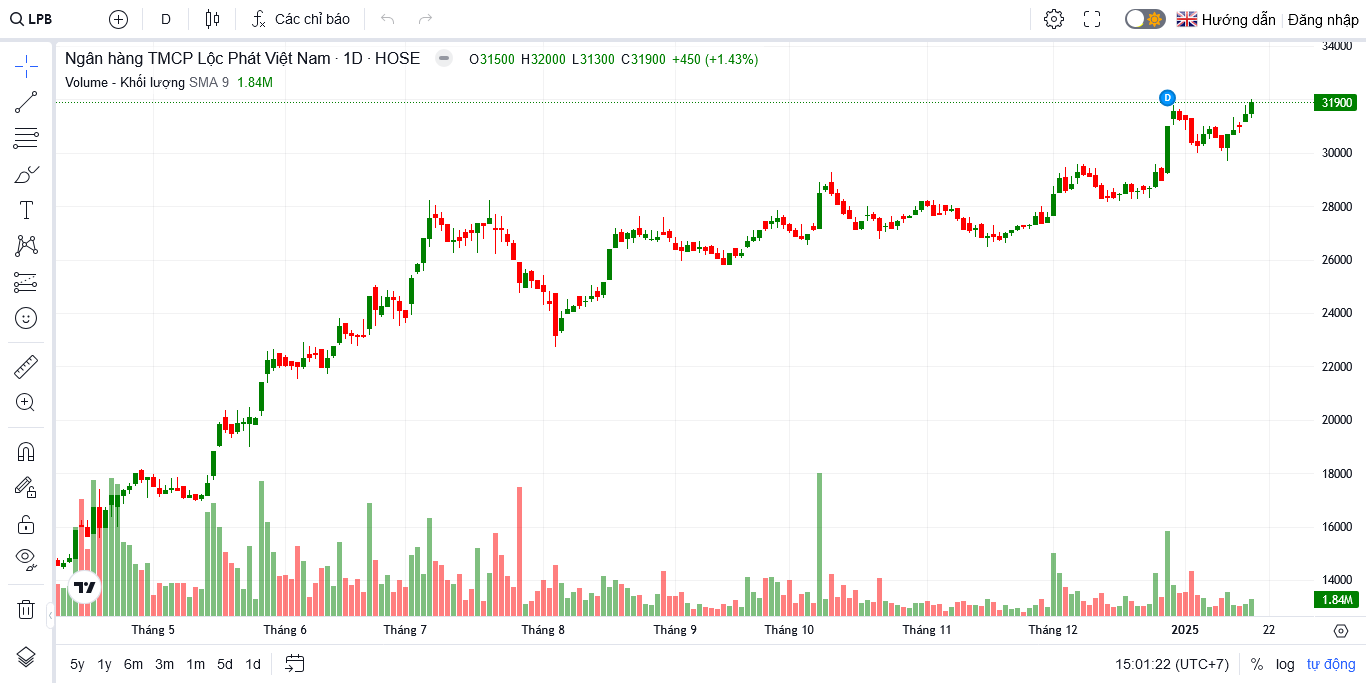 LPB D Các chỉ báo Hướng dẫn Đăng nhập
Ngân hàng TMCP Lộc Phát Việt Nam · 1D · HOSE O31500 H32000 L31300 C31900 +450 (+1.43%)
Volume - Khối lượng SMA 9 1.84M
34000
D
31900
30000
28000
26000
24000
22000
20000
18000
16000
14000
1.84M
Tháng 5 Tháng 6 Tháng 7 Tháng 8 Tháng 9 Tháng 10 Tháng 11 Tháng 12 2025 22
5y 1y 6m 3m 1m 5d 1d 15:01:22 (UTC+7) % log tự động